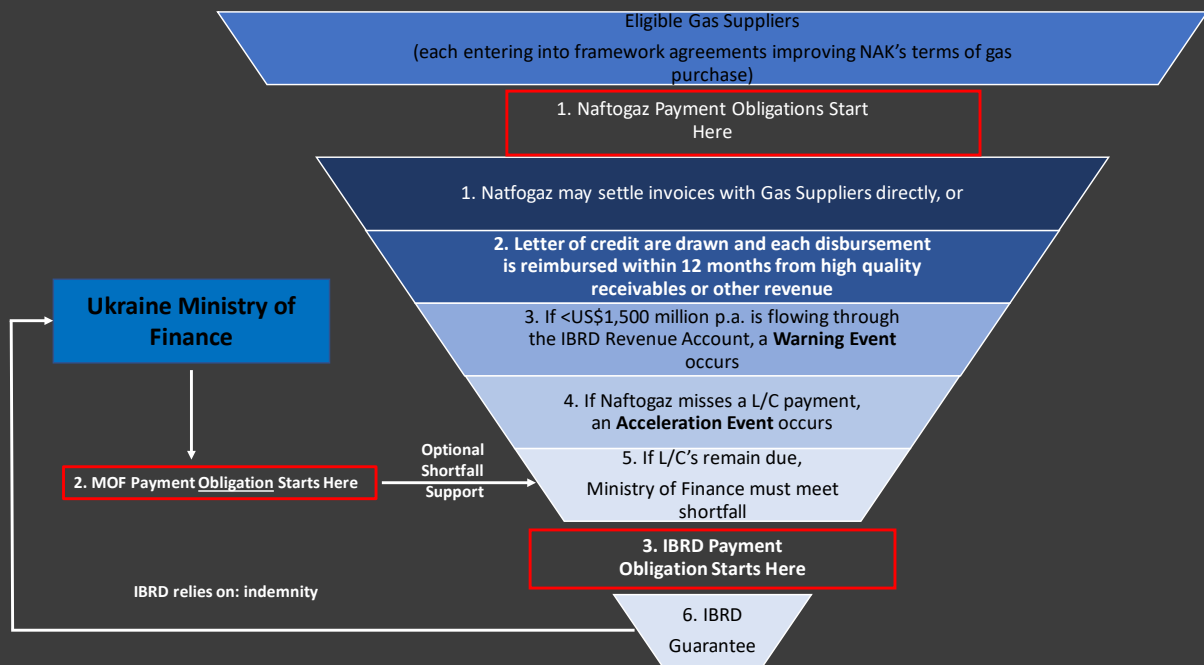 Eligible Gas Suppliers
(each entering into framework agreements improving NAK's terms of gas
purchase)
1. Naftogaz Payment Obligations Start
Here
1. Natfogaz may settle invoices with Gas Suppliers directly, or
2. Letter of credit are drawn and each disbursement
is reimbursed within 12 months from high quality
receivables or other revenue
Ukraine Ministry of
Finance
3. If <US$1,500 million p.a. is flowing through
the IBRD Revenue Account, a Warning Event
occurs
4. If Naftogaz misses a L/C payment,
an Acceleration Event occurs
2. MOF Payment Obligation Starts Here
Optional
Shortfall
Support
5. If L/C's remain due,
Ministry of Finance must meet
shortfall
3. IBRD Payment
Obligation Starts Here
IBRD relies on: indemnity
6. IBRD
Guarantee